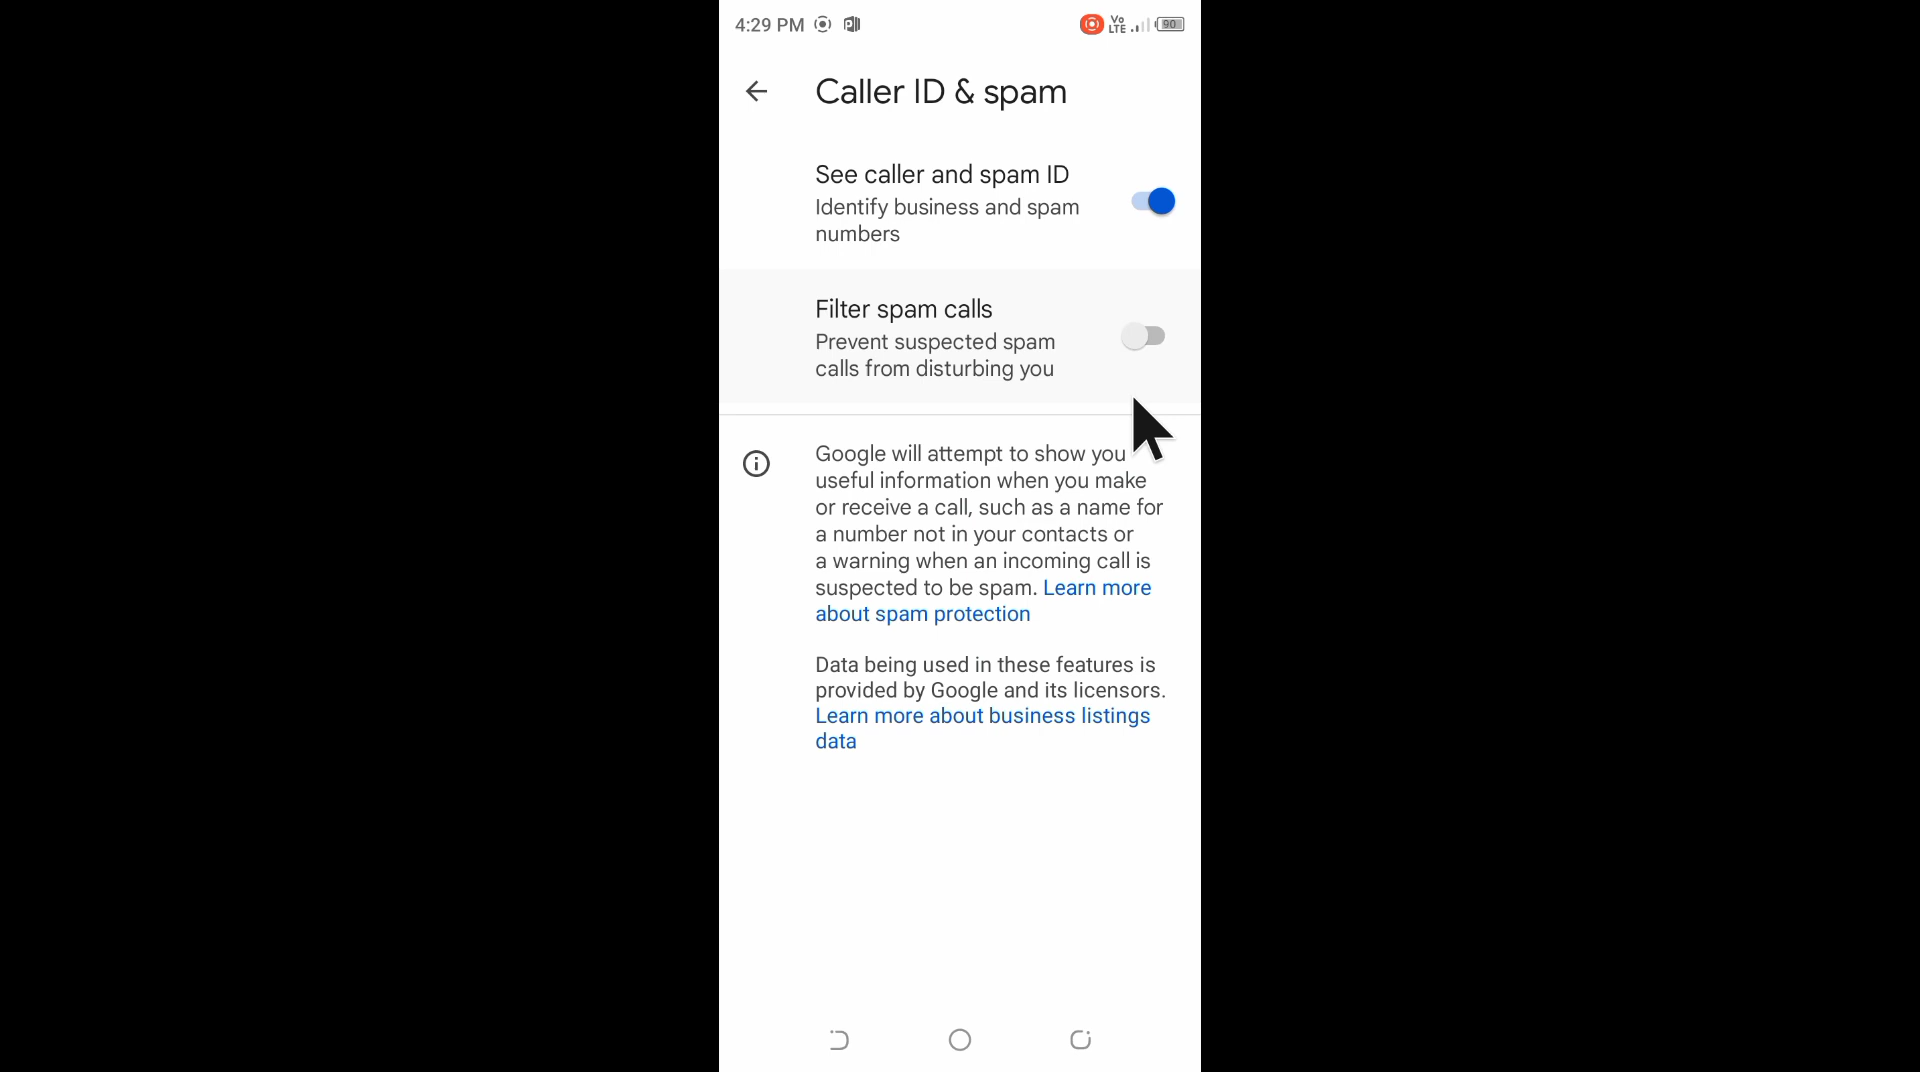 4:29 PM
Vo
LTE
90
Caller ID & spam
See caller and spam ID
Identify business and spam
numbers
Filter spam calls
Prevent suspected spam
calls from disturbing you
Google will attempt to show you
useful information when you make
or receive a call, such as a name for
a number not in your contacts or
a warning when an incoming call is
suspected to be spam. Learn more
about spam protection
Data being used in these features is
provided by Google and its licensors.
Learn more about business listings
data